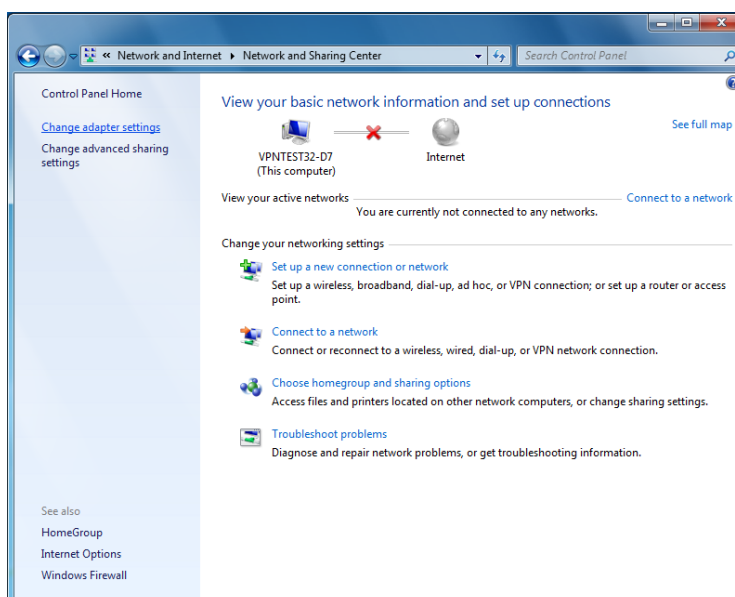 « Network and Internet ▸ Network and Sharing Center
Search Control Panel
Control Panel Home
Change adapter settings
Change advanced sharing
settings
View your basic network information and set up connections
See full map
VPNTEST32-D7
(This computer)
Internet
View your active networks
Connect to a network
You are currently not connected to any networks.
Change your networking settings
Set up a new connection or network
Set up a wireless, broadband, dial-up, ad hoc, or VPN connection; or set up a router or access
point.
Connect to a network
Connect or reconnect to a wireless, wired, dial-up, or VPN network connection.
Choose homegroup and sharing options
Access files and printers located on other network computers, or change sharing settings.
Troubleshoot problems
Diagnose and repair network problems, or get troubleshooting information.
See also
HomeGroup
Internet Options
Windows Firewall